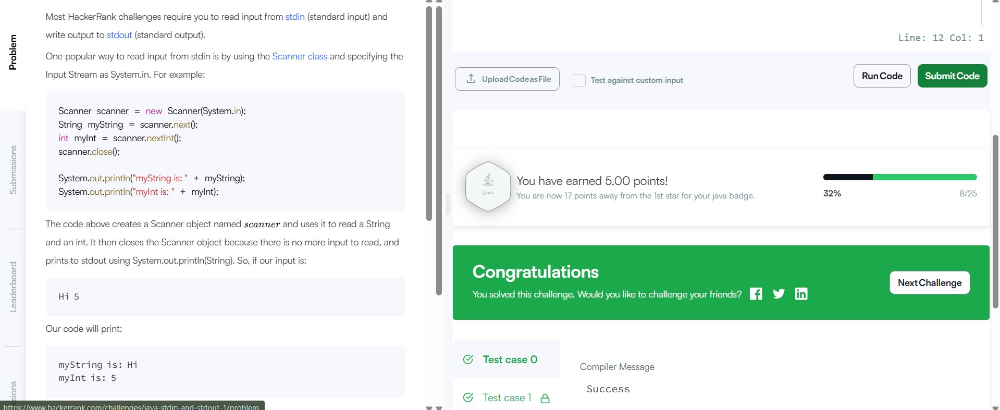 Problem
Submissions
Leaderboard
ssions
Most HackerRank challenges require you to read input from stdin (standard input) and
write output to stdout (standard output).
One popular way to read input from stdin is by using the Scanner class and specifying the
Input Stream as System.in. For example:
Scanner scanner = new Scanner(System.in);
String myString = scanner.next();
int myInt = scanner.nextInt();
scanner.close();
System.out.println("myString is: " + myString);
System.out.println("myInt is: " + myInt);
The code above creates a Scanner object named scanner and uses it to read a String
and an int. It then closes the Scanner object because there is no more input to read, and
prints to stdout using System.out.println(String). So, if our input is:
Hi 5
Our code will print:
myString is: Hi
myInt is: 5
https://www.hackerrank.com/challenges/java-stdin-and-stdout-1/problem
Line: 12 Col: 1
Upload Code as File
Test against custom input
Run Code
Submit Code
Java
You have earned 5.00 points!
You are now 17 points away from the 1st star for your java badge.
32%
8/25
Congratulations
You solved this challenge. Would you like to challenge your friends?
Next Challenge
Test case 0
Test case 1
Compiler Message
Success